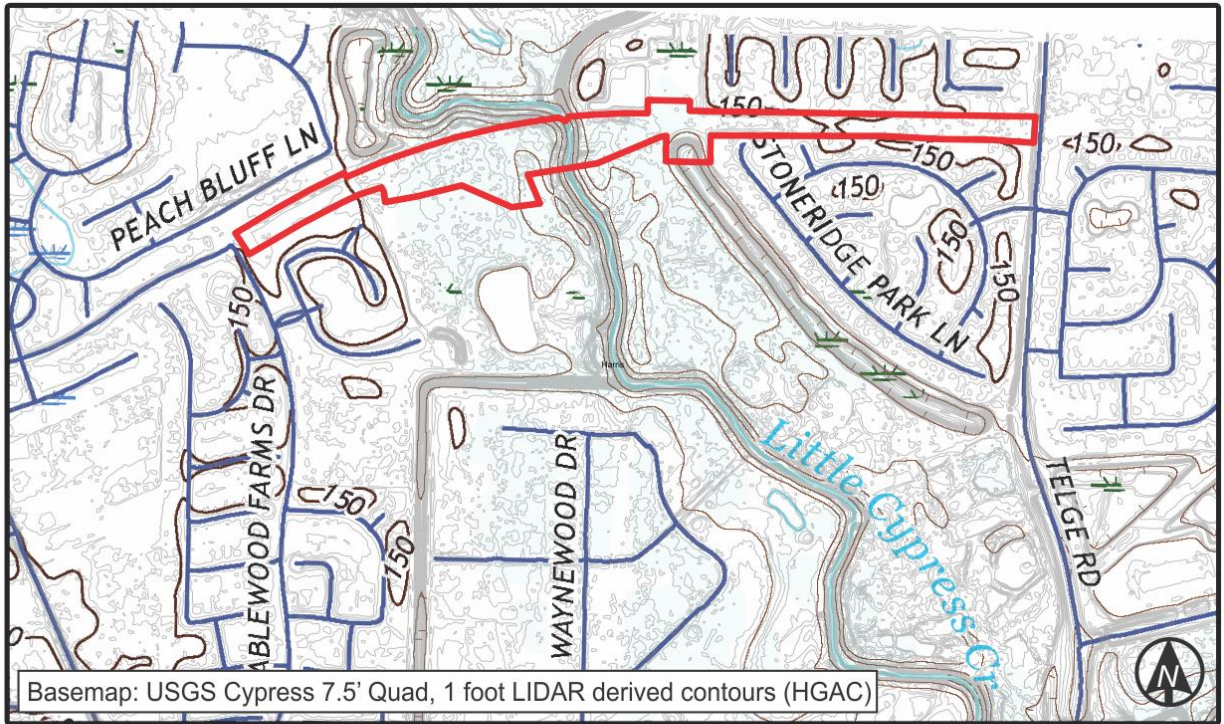 PEACH BLUFF LN
150
150
150
150
STONERIDGE PARK LN
150
150
150
150
Harris
ABLEWOOD FARMS DR
150
150
WAYNEWOOD DR
Little Cypress Cr
TELGE RD
0
N
Basemap: USGS Cypress 7.5' Quad, 1 foot LIDAR derived contours (HGAC)